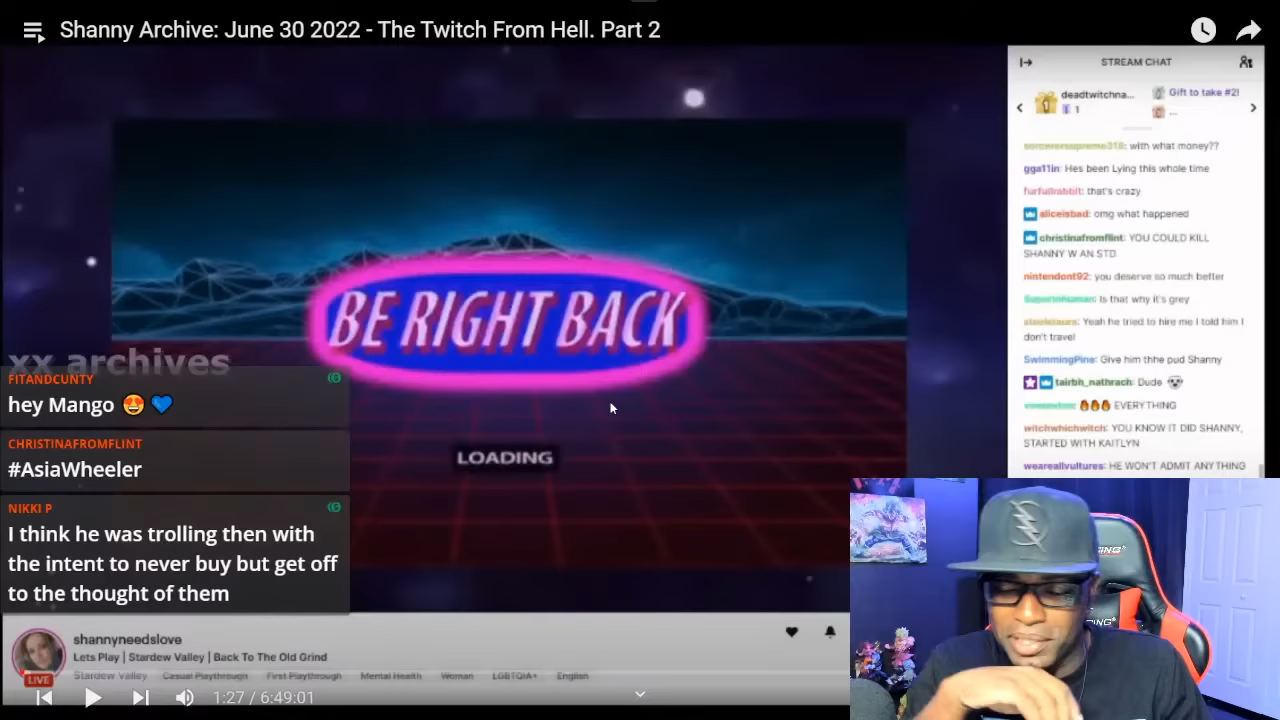 Shanny Archive: June 30 2022 - The Twitch From Hell. Part 2
STREAM CHAT
deadtwitchna...
1
Gift to take #2!
...
sorcerersupreme318: with what money??
gga11in: Hes been Lying this whole time
furfullrabbit: that's crazy
aliceisbad: omg what happened
christinafromflint: YOU COULD KILL
SHANNY W AN STD
nintendont92: you deserve so much better
Is that why it's grey
Yeah he tried to hire me I told him I
don't travel
SwimmingPine: Give him thhe pud Shanny
tairbh_nathrach: Dude
EVERYTHING
witchwhichwitch: YOU KNOW IT DID SHANNY,
STARTED WITH KAITLYN
weareallvultures: HE WON'T ADMIT ANYTHING
BE RIGHT BACK
LOADING
xx archives
FITANDCUNTY
hey Mango 😍 💙
CHRISTINAFROMFLINT
#AsiaWheeler
NIKKI P
I think he was trolling then with
the intent to never buy but get off
to the thought of them
shannyneedslove
Lets Play | Stardew Valley | Back To The Old Grind
LIVE
Stardew Valley Casual Playthrough First Playthrough Mental Health Woman LGBTQIA+ English
1:27 / 6:49:01